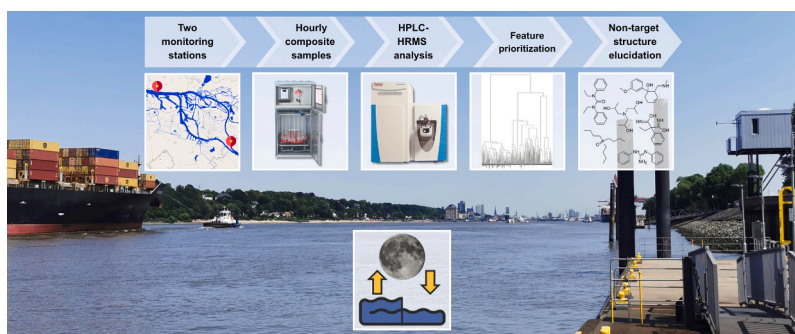 Two
monitoring
stations
Hourly
composite
samples
HPLC-
HRMS
analysis
Feature
prioritization
Non-target
structure
elucidation